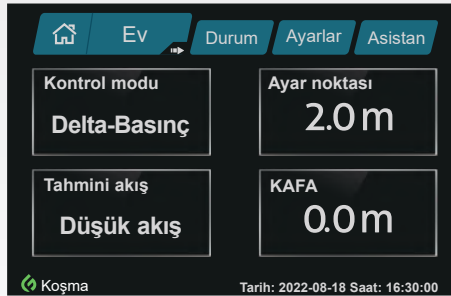 Ev Durum Ayarlar Asistan
Kontrol modu
Delta-Basınç
Ayar noktası
2.0 m
Tahmini akış
Düşük akış
KAFA
0.0 m
Koşma Tarih: 2022-08-18 Saat: 16:30:00